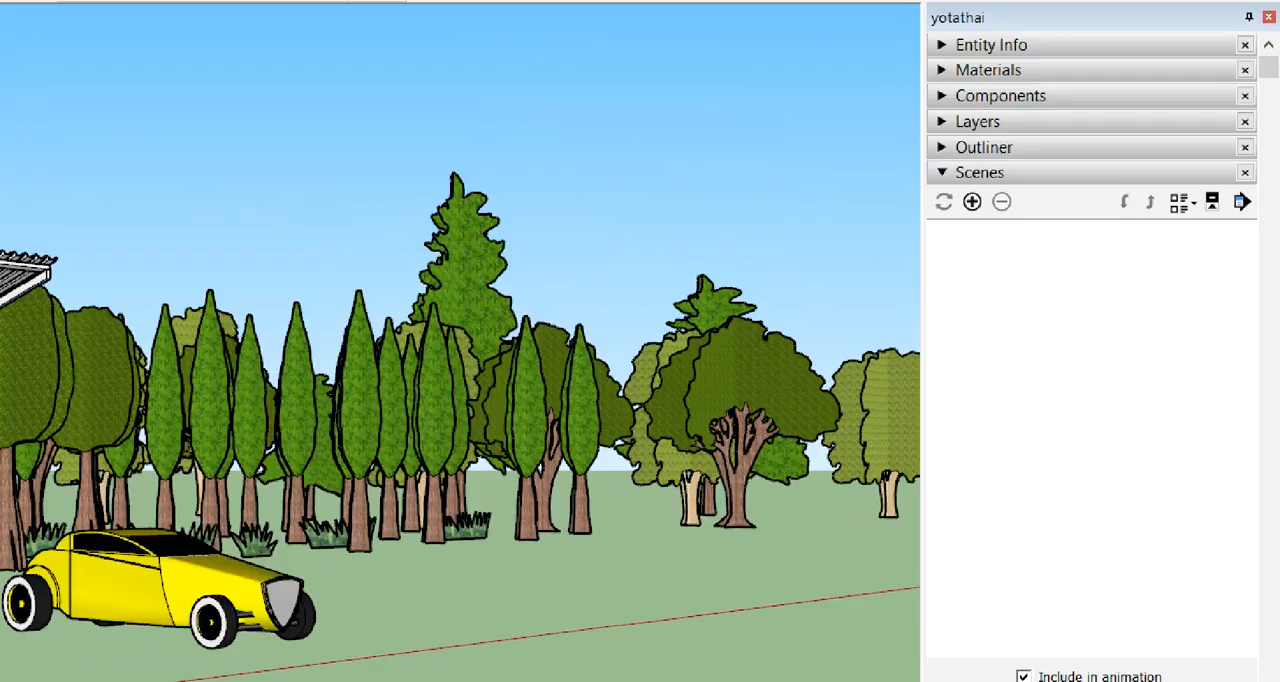 yotathai
Entity Info
Materials
Components
Layers
Outliner
Scenes
Include in animation